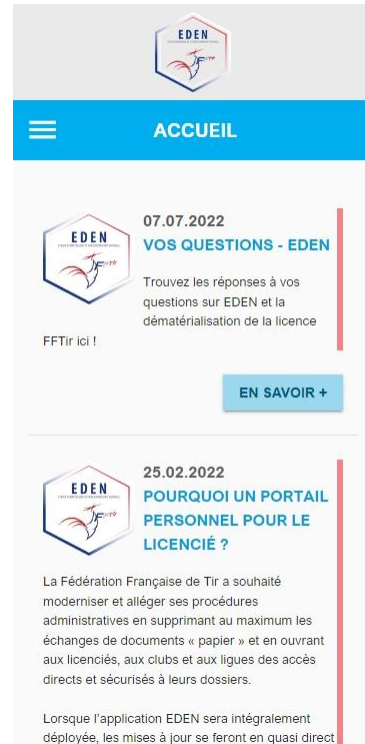 EDEN
ACCUEIL
EDEN
07.07.2022
VOS QUESTIONS - EDEN
Trouvez les réponses à vos
questions sur EDEN et la
dématérialisation de la licence
FFTir ici !
EN SAVOIR +
EDEN
25.02.2022
POURQUOI UN PORTAIL
PERSONNEL POUR LE
LICENCIÉ ?
La Fédération Française de Tir a souhaité
moderniser et alléger ses procédures
administratives en supprimant au maximum les
échanges de documents « papier » et en ouvrant
aux licenciés, aux clubs et aux ligues des accès
directs et sécurisés à leurs dossiers.
Lorsque l'application EDEN sera intégralement
déployée, les mises à jour se feront en quasi direct